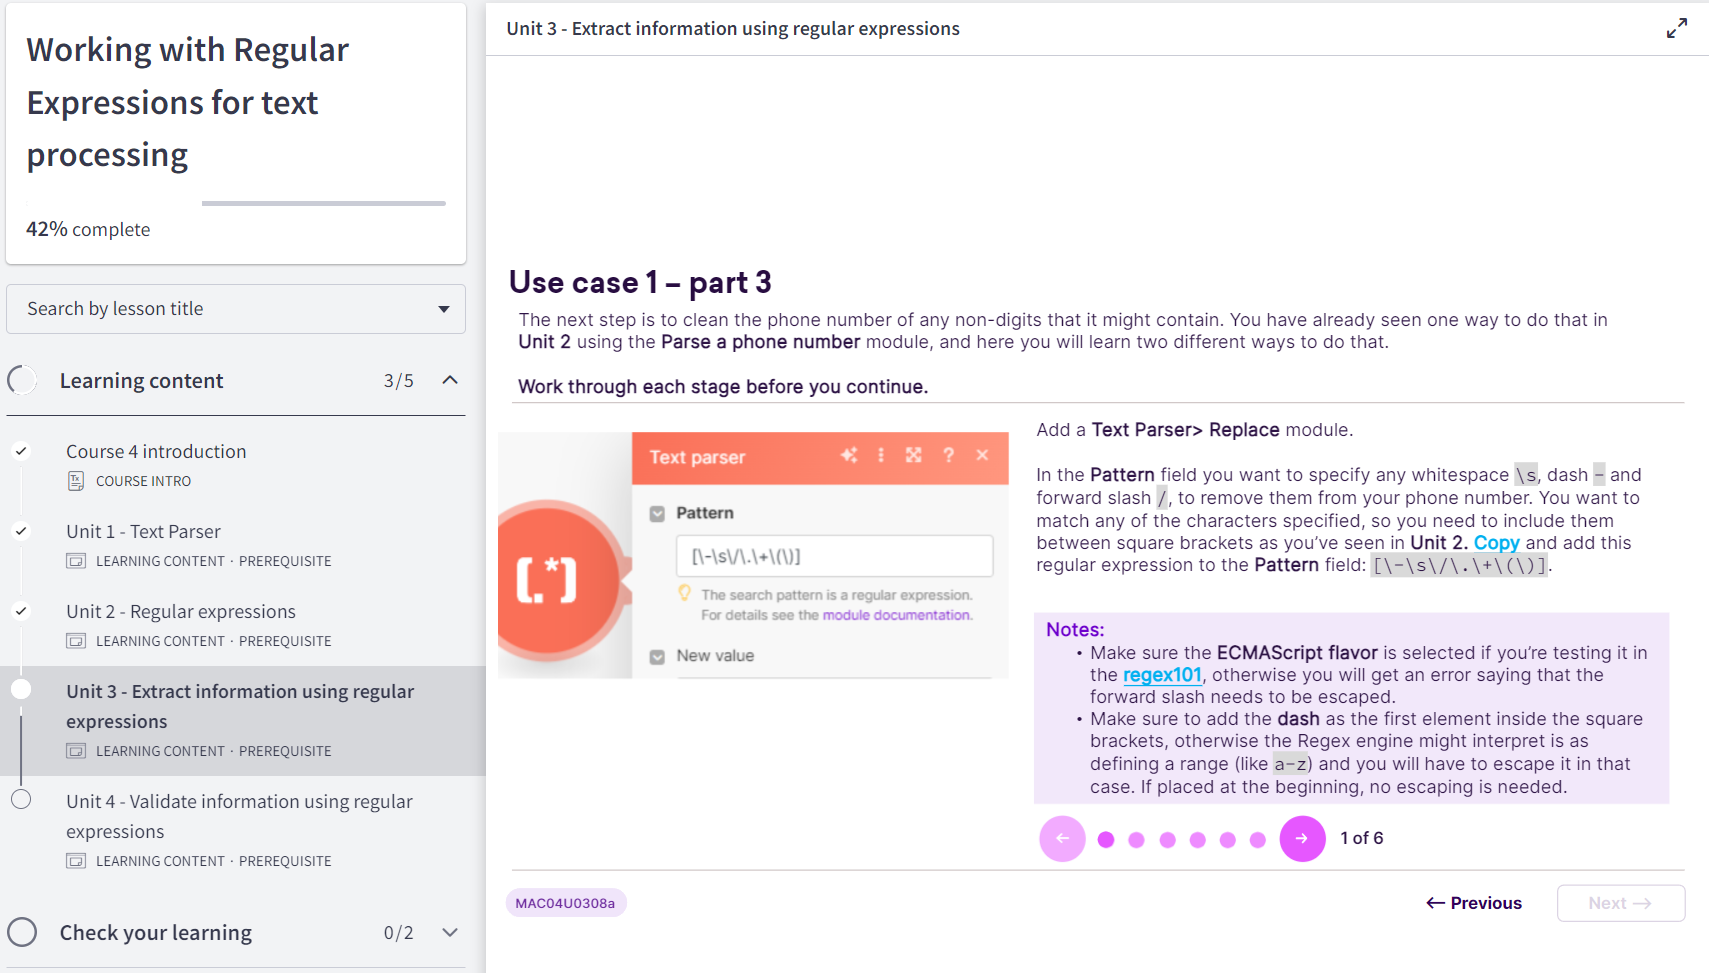 Working with Regular
Expressions for text
processing
42% complete
Search by lesson title
Learning content 3/5
Course 4 introduction
COURSE INTRO
Unit 1 - Text Parser
LEARNING CONTENT · PREREQUISITE
Unit 2 - Regular expressions
LEARNING CONTENT · PREREQUISITE
Unit 3 - Extract information using regular
expressions
LEARNING CONTENT · PREREQUISITE
Unit 4 - Validate information using regular
expressions
LEARNING CONTENT · PREREQUISITE
Check your learning 0/2
Unit 3 - Extract information using regular expressions
Use case 1 – part 3
The next step is to clean the phone number of any non-digits that it might contain. You have already seen one way to do that in
Unit 2 using the Parse a phone number module, and here you will learn two different ways to do that.
Work through each stage before you continue.
[.*]
Text parser
Pattern
[\-\s\/\.\+\(\)]
The search pattern is a regular expression.
For details see the module documentation.
New value
Add a Text Parser> Replace module.
In the Pattern field you want to specify any whitespace \s, dash - and
forward slash /, to remove them from your phone number. You want to
match any of the characters specified, so you need to include them
between square brackets as you've seen in Unit 2. Copy and add this
regular expression to the Pattern field: [\-\s\/\.\+\(\)].
Notes:
• Make sure the ECMAScript flavor is selected if you're testing it in
the regex101, otherwise you will get an error saying that the
forward slash needs to be escaped.
• Make sure to add the dash as the first element inside the square
brackets, otherwise the Regex engine might interpret is as
defining a range (like a-z) and you will have to escape it in that
case. If placed at the beginning, no escaping is needed.
1 of 6
MAC04U0308a
← Previous
Next →